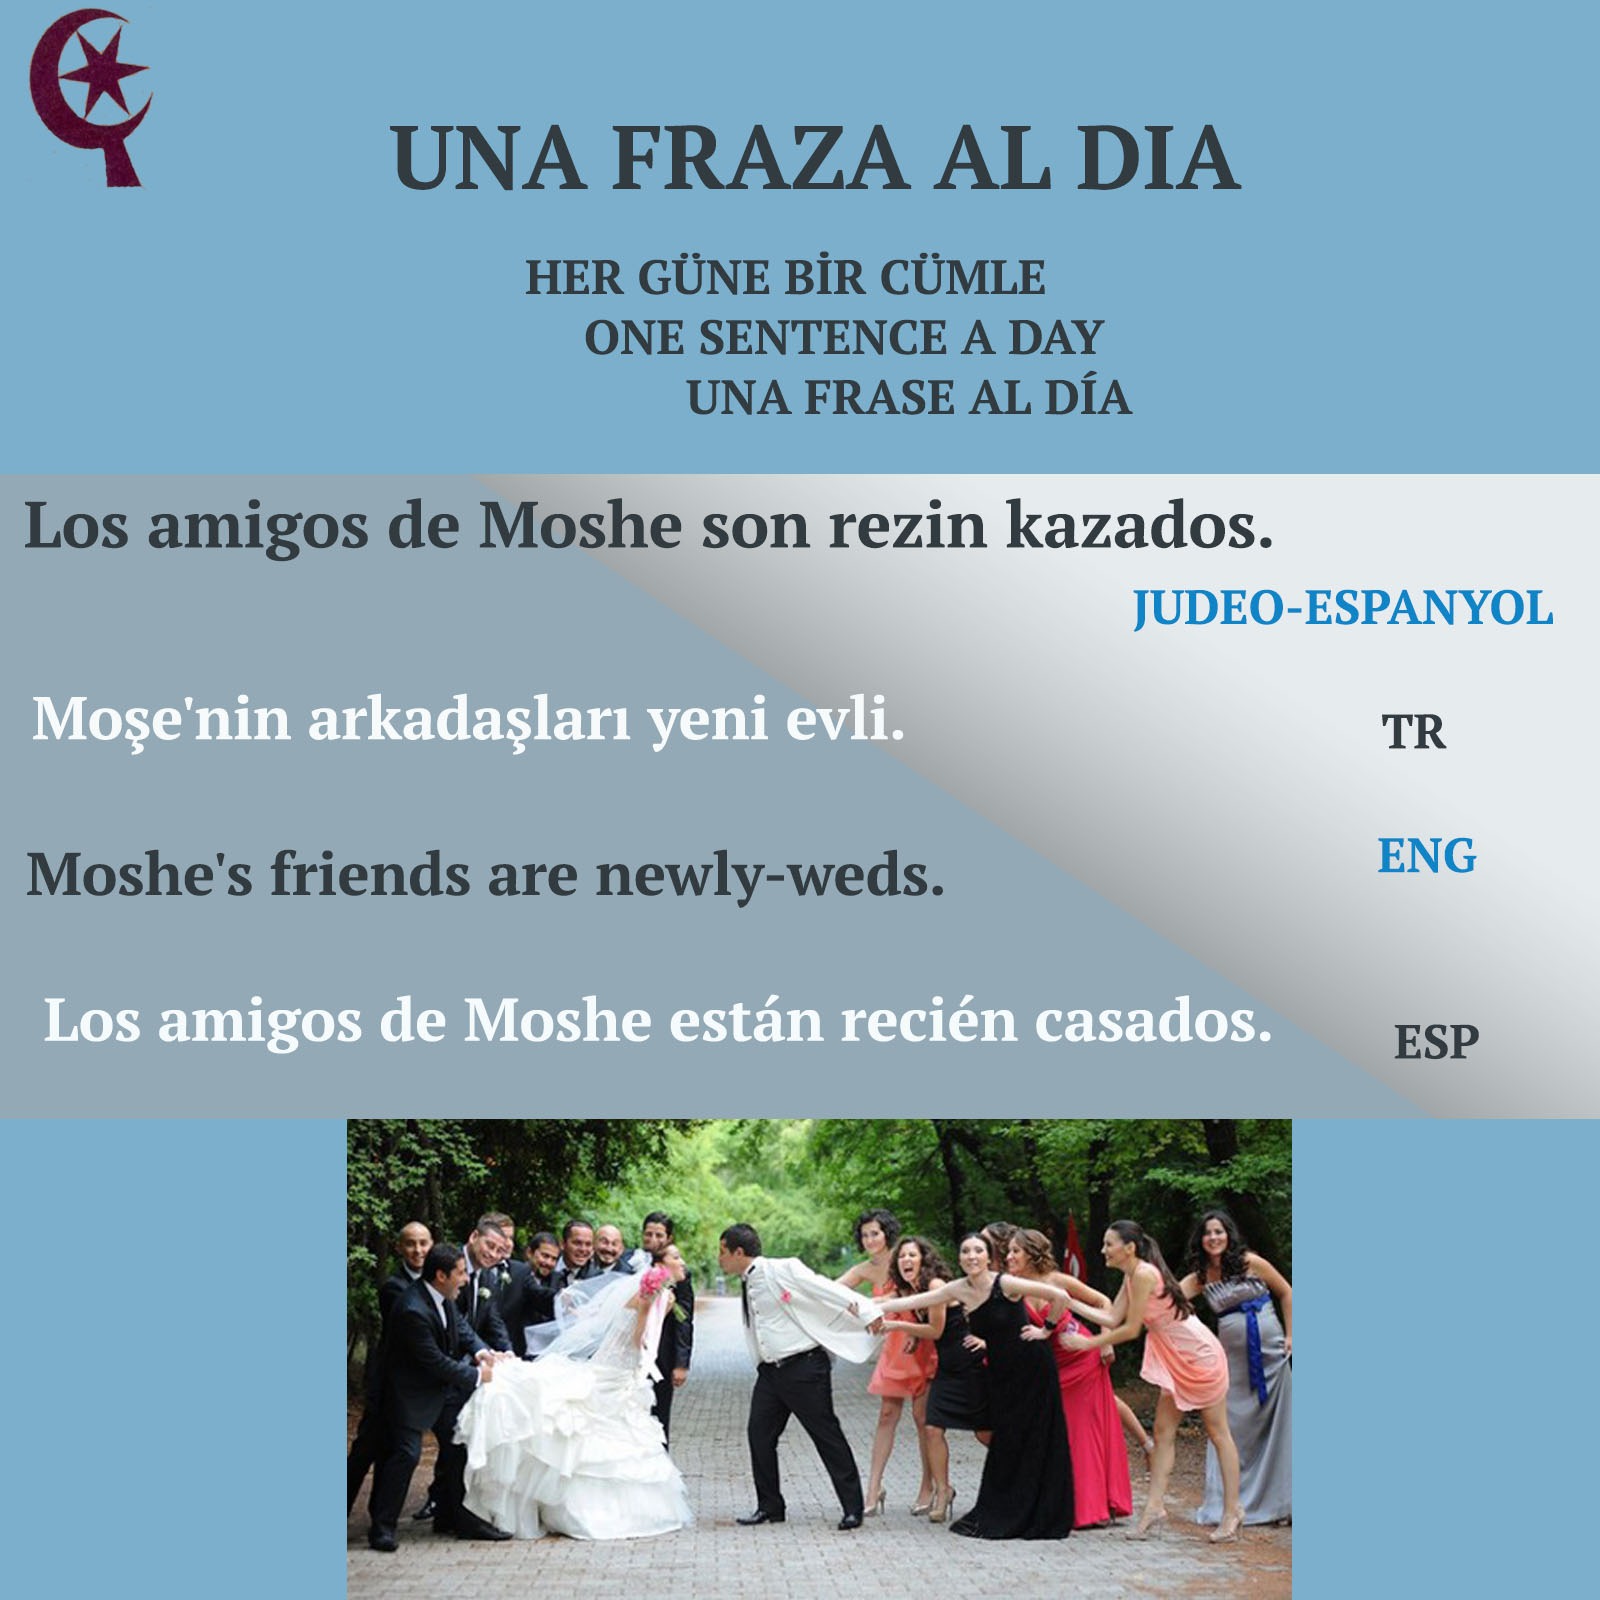 UNA FRAZA AL DIA
HER GÜNE BİR CÜMLE
ONE SENTENCE A DAY
UNA FRASE AL DÍA
Los amigos de Moshe son rezin kazados.
JUDEO-ESPANYOL
Moşe'nin arkadaşları yeni evli.
TR
Moshe's friends are newly-weds.
ENG
Los amigos de Moshe están recién casados.
ESP